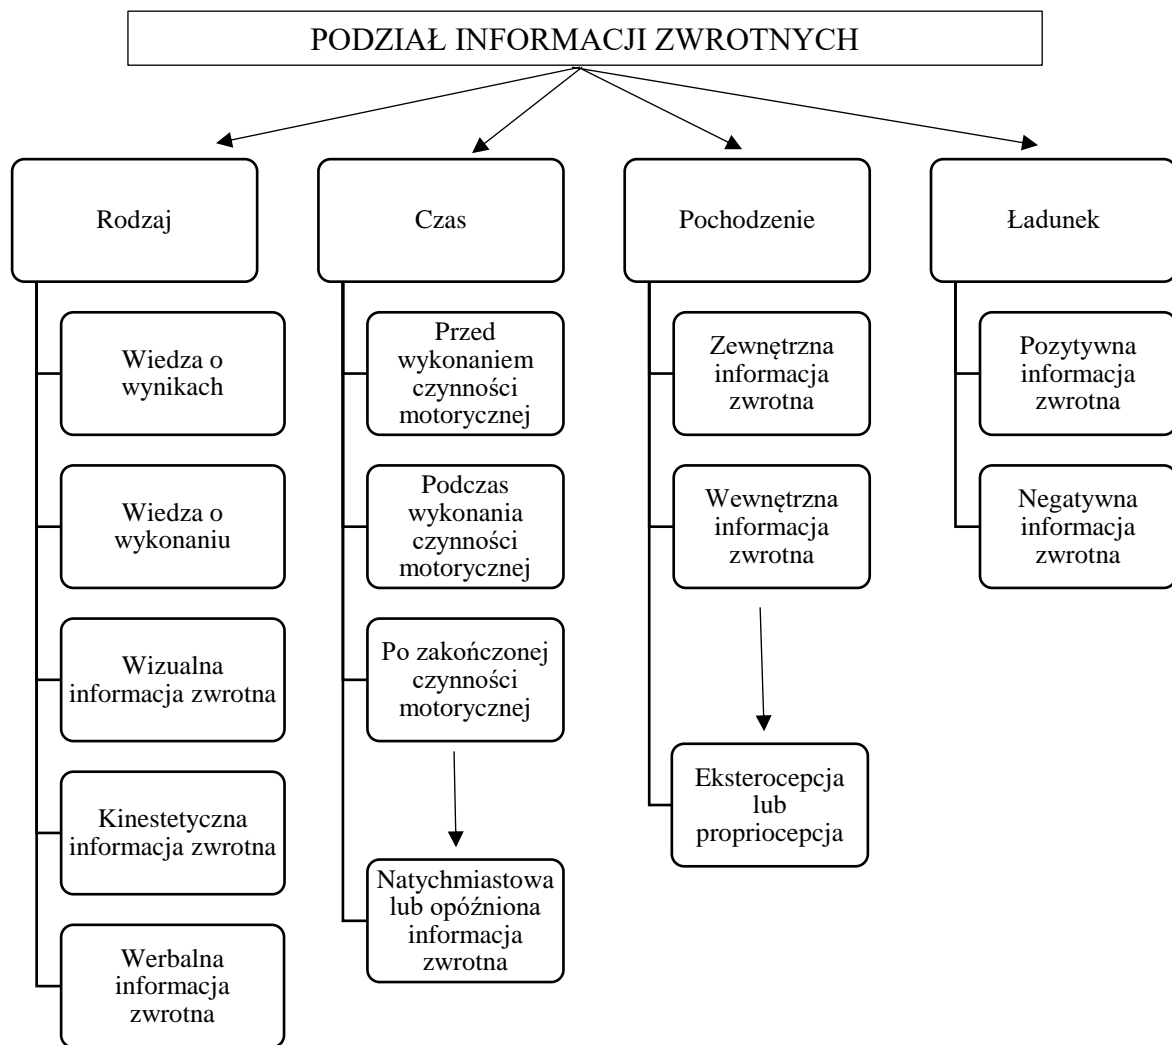 PODZIAŁ INFORMACJI ZWROTNYCH
Rodzaj
Wiedza o
wynikach
Wiedza o
wykonaniu
Wizualna
informacja zwrotna
Kinestetyczna
informacja zwrotna
Werbalna
informacja
zwrotna
Czas
Przed
wykonaniem
czynności
motorycznej
Podczas
wykonania
czynności
motorycznej
Po zakończonej
czynności
motorycznej
Natychmiastowa
lub opóźniona
informacja
zwrotna
Pochodzenie
Zewnętrzna
informacja
zwrotna
Wewnętrzna
informacja
zwrotna
Eksterocepcja
lub
propriocepcja
Ładunek
Pozytywna
informacja
zwrotna
Negatywna
informacja
zwrotna